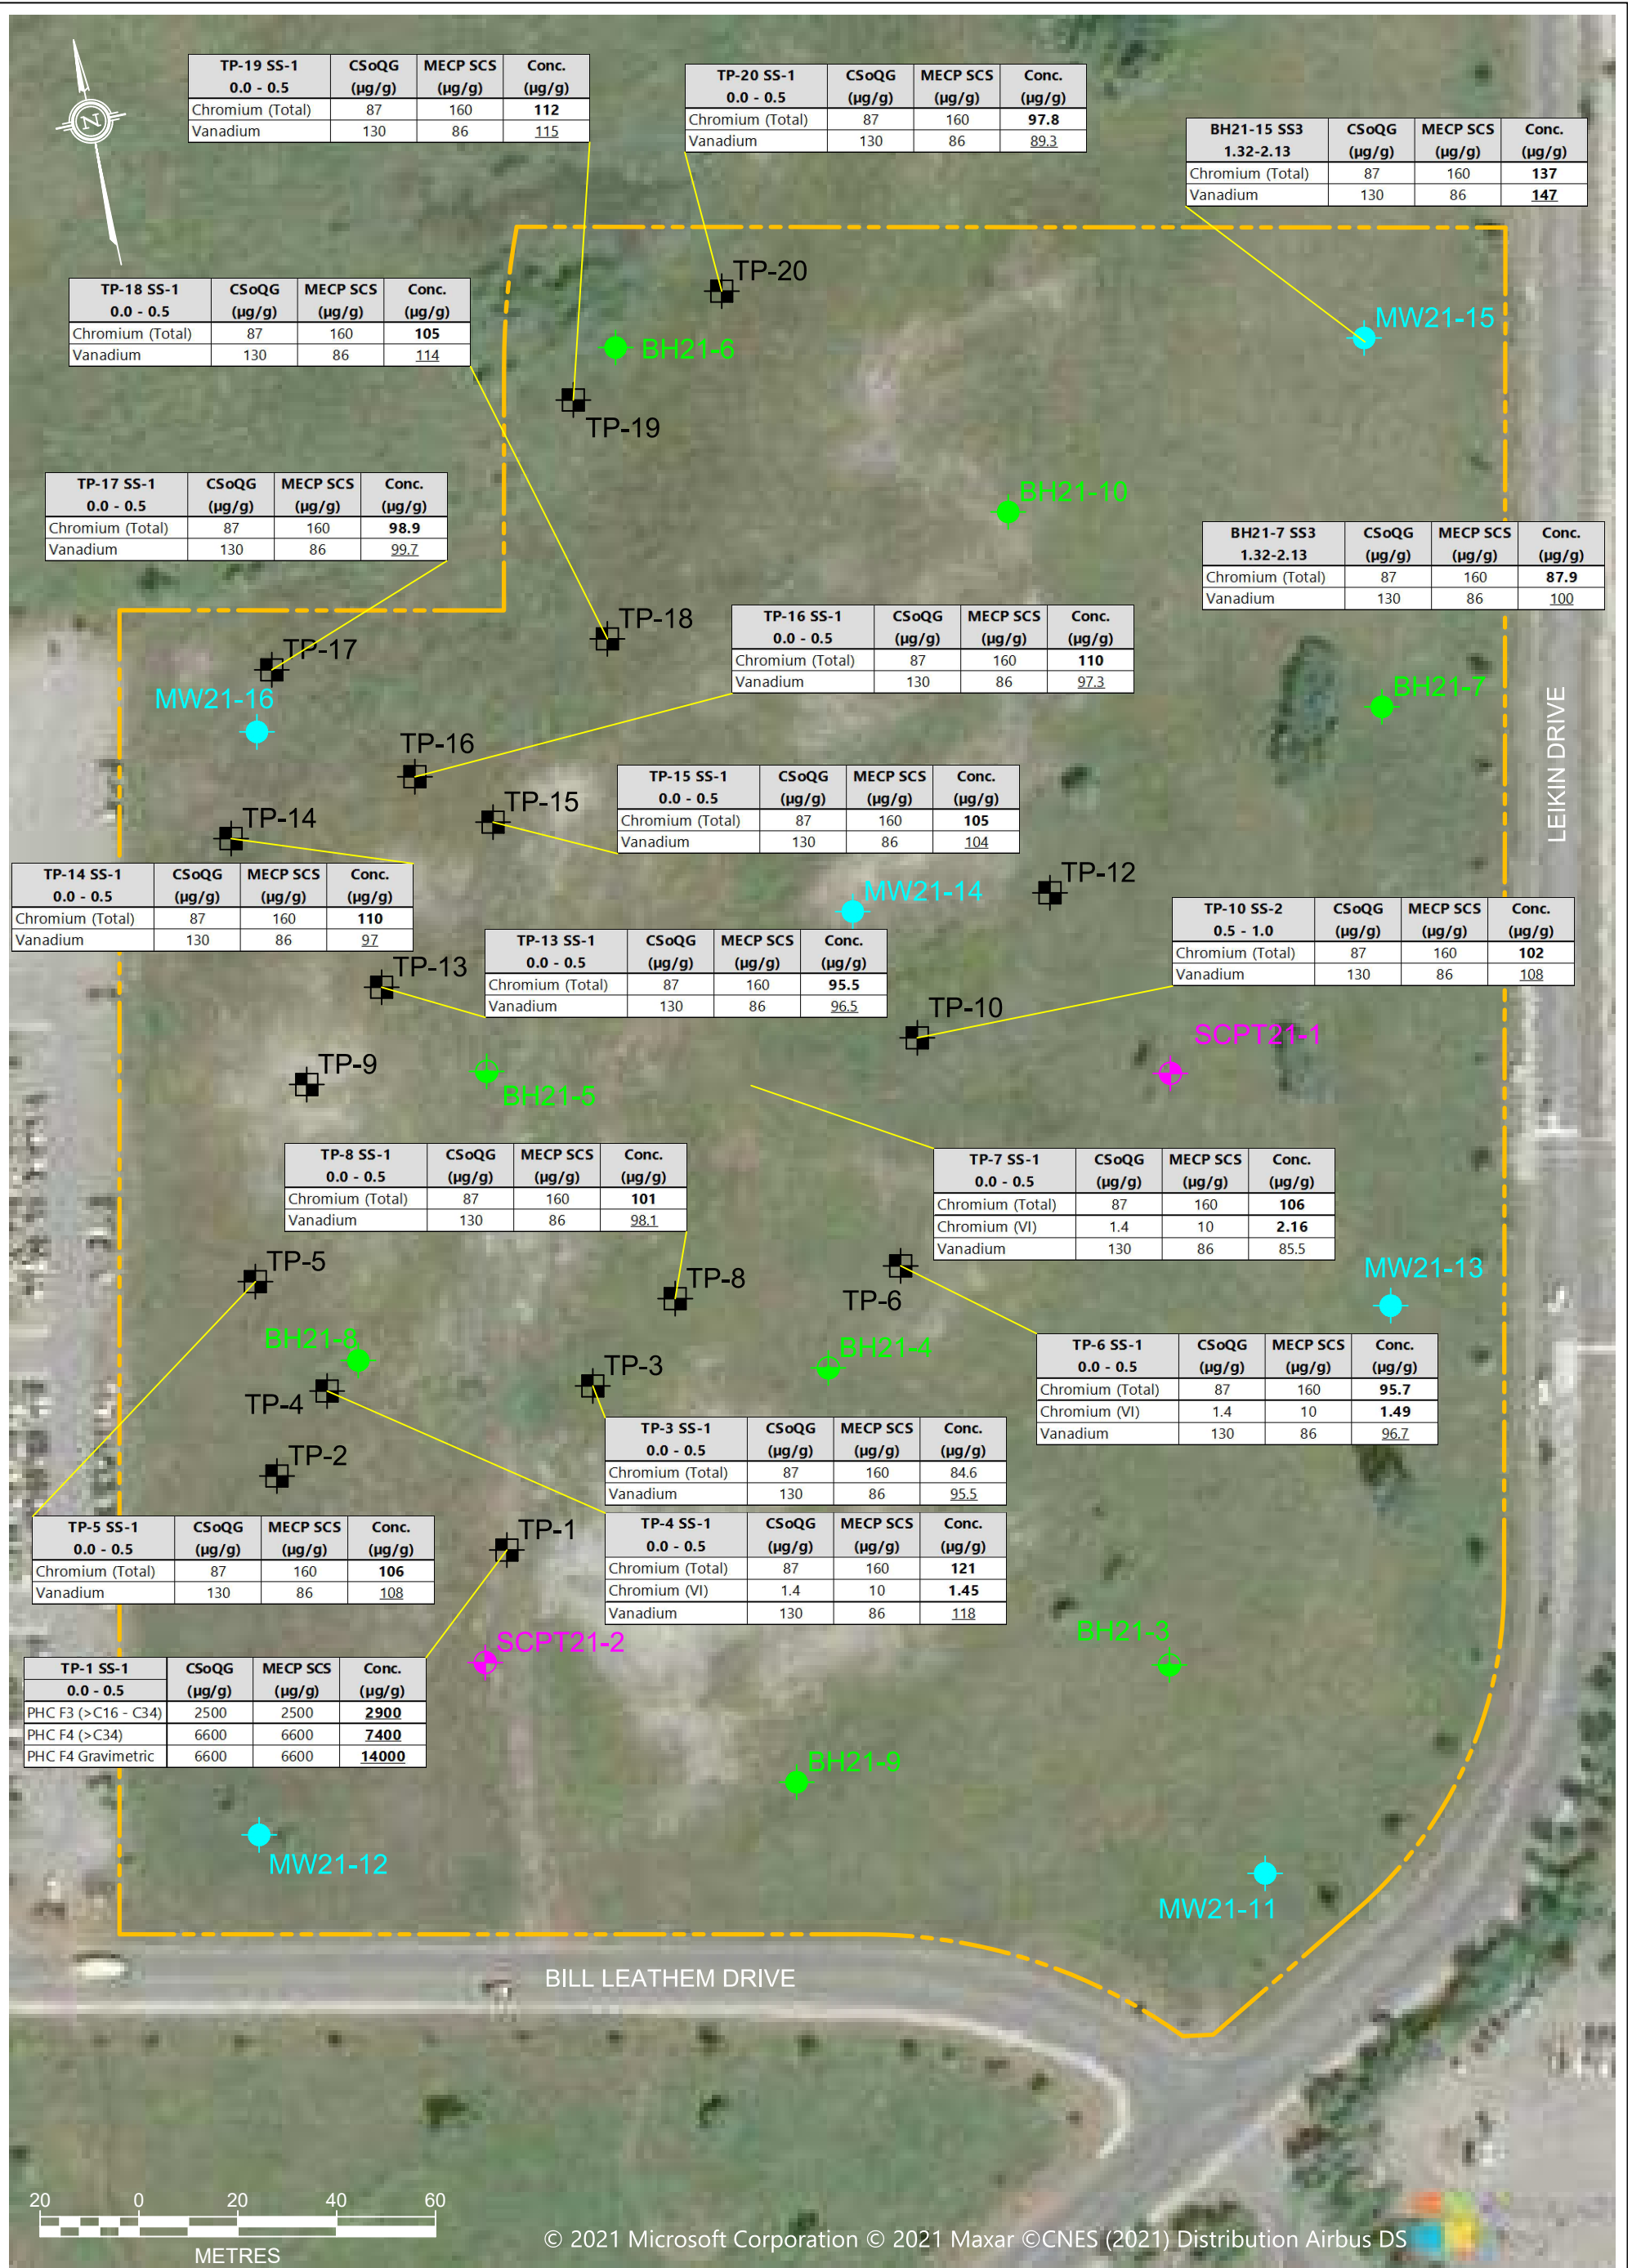 N
TP-19 SS-1 CSoQG MECP SCS Conc.
0.0 - 0.5 (µg/g) (µg/g) (µg/g)
Chromium (Total) 87 160 112
Vanadium 130 86 115
TP-20 SS-1 CSoQG MECP SCS Conc.
0.0 - 0.5 (µg/g) (µg/g) (µg/g)
Chromium (Total) 87 160 97.8
Vanadium 130 86 89.3
BH21-15 SS3 CSoQG MECP SCS Conc.
1.32-2.13 (µg/g) (µg/g) (µg/g)
Chromium (Total) 87 160 137
Vanadium 130 86 147
TP-20
MW21-15
BH21-6
TP-18 SS-1 CSoQG MECP SCS Conc.
0.0 - 0.5 (µg/g) (µg/g) (µg/g)
Chromium (Total) 87 160 105
Vanadium 130 86 114
TP-19
BH21-10
TP-17 SS-1 CSoQG MECP SCS Conc.
0.0 - 0.5 (µg/g) (µg/g) (µg/g)
Chromium (Total) 87 160 98.9
Vanadium 130 86 99.7
BH21-7 SS3 CSoQG MECP SCS Conc.
1.32-2.13 (µg/g) (µg/g) (µg/g)
Chromium (Total) 87 160 87.9
Vanadium 130 86 100
TP-18
TP-17
TP-16 SS-1 CSoQG MECP SCS Conc.
0.0 - 0.5 (µg/g) (µg/g) (µg/g)
Chromium (Total) 87 160 110
Vanadium 130 86 97.3
BH21-7
MW21-16
LEIKIN DRIVE
TP-16
TP-15
TP-15 SS-1 CSoQG MECP SCS Conc.
0.0 - 0.5 (µg/g) (µg/g) (µg/g)
Chromium (Total) 87 160 105
Vanadium 130 86 104
TP-14
TP-14 SS-1 CSoQG MECP SCS Conc.
0.0 - 0.5 (µg/g) (µg/g) (µg/g)
Chromium (Total) 87 160 110
Vanadium 130 86 97
TP-12
MW21-14
TP-10 SS-2 CSoQG MECP SCS Conc.
0.5 - 1.0 (µg/g) (µg/g) (µg/g)
Chromium (Total) 87 160 102
Vanadium 130 86 108
TP-13 SS-1 CSoQG MECP SCS Conc.
0.0 - 0.5 (µg/g) (µg/g) (µg/g)
Chromium (Total) 87 160 95.5
Vanadium 130 86 96.5
TP-13
TP-10
SCPT21-1
TP-9
BH21-5
TP-8 SS-1 CSoQG MECP SCS Conc.
0.0 - 0.5 (µg/g) (µg/g) (µg/g)
Chromium (Total) 87 160 101
Vanadium 130 86 98.1
TP-7 SS-1 CSoQG MECP SCS Conc.
0.0 - 0.5 (µg/g) (µg/g) (µg/g)
Chromium (Total) 87 160 106
Chromium (VI) 1.4 10 2.16
Vanadium 130 86 85.5
TP-5
TP-8
TP-6
MW21-13
BH21-8
TP-4
TP-3
BH21-4
TP-6 SS-1 CSoQG MECP SCS Conc.
0.0 - 0.5 (µg/g) (µg/g) (µg/g)
Chromium (Total) 87 160 95.7
Chromium (VI) 1.4 10 1.49
Vanadium 130 86 96.7
TP-3 SS-1 CSoQG MECP SCS Conc.
0.0 - 0.5 (µg/g) (µg/g) (µg/g)
Chromium (Total) 87 160 84.6
Vanadium 130 86 95.5
TP-2
TP-5 SS-1 CSoQG MECP SCS Conc.
0.0 - 0.5 (µg/g) (µg/g) (µg/g)
Chromium (Total) 87 160 106
Vanadium 130 86 108
TP-1
TP-4 SS-1 CSoQG MECP SCS Conc.
0.0 - 0.5 (µg/g) (µg/g) (µg/g)
Chromium (Total) 87 160 121
Chromium (VI) 1.4 10 1.45
Vanadium 130 86 118
SCPT21-2
BH21-3
TP-1 SS-1 CSoQG MECP SCS Conc.
0.0 - 0.5 (µg/g) (µg/g) (µg/g)
PHC F3 (>C16 - C34) 2500 2500 2900
PHC F4 (>C34) 6600 6600 7400
PHC F4 Gravimetric 6600 6600 14000
BH21-9
MW21-12
MW21-11
BILL LEATHEM DRIVE
20 0 20 40 60
METRES
© 2021 Microsoft Corporation © 2021 Maxar ©CNES (2021) Distribution Airbus DS